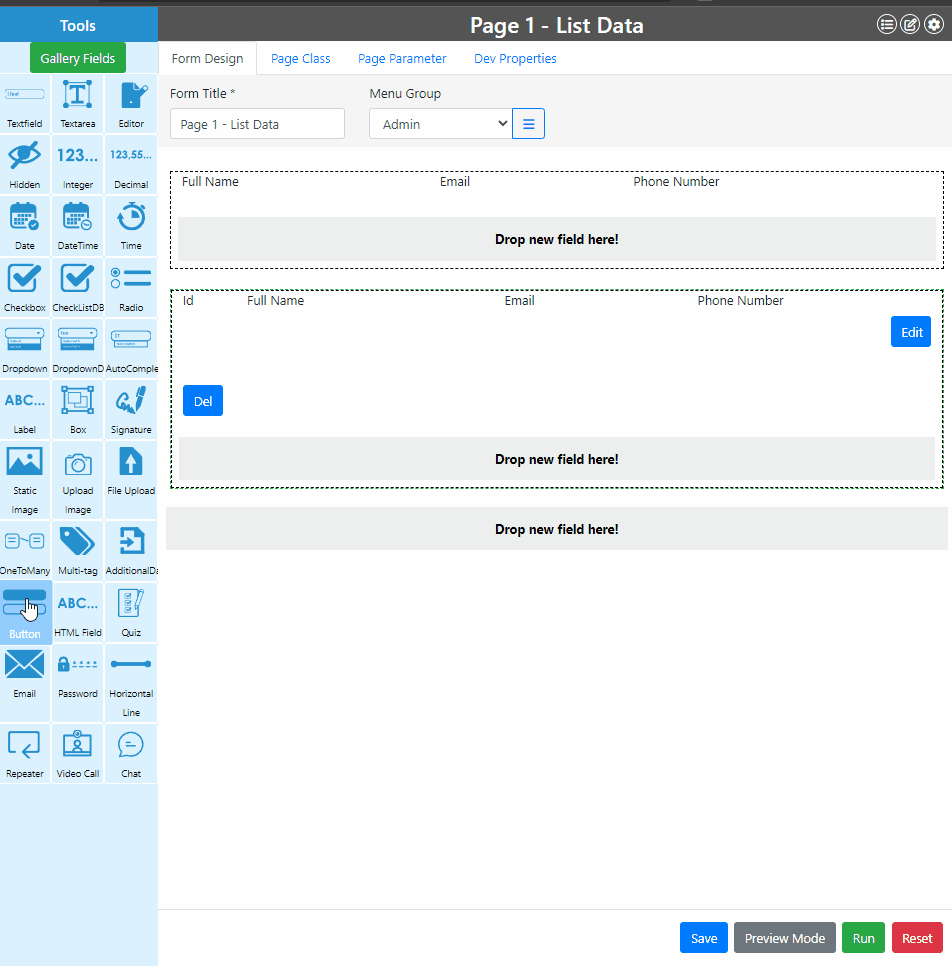 Tools
Page 1 - List Data
Gallery Fields
Form Design Page Class Page Parameter Dev Properties
Form Title * Menu Group
Page 1 - List Data Admin
I Text
Textfield Textarea Editor
123... 123,55...
Hidden Integer Decimal
Date DateTime Time
Checkbox CheckListDB Radio
Dropdown DropdownD AutoComple
ABC...
Label Box Signature
Static Image Upload Image File Upload
OneToMany Multi-tag AdditionalDa
ABC...
Button HTML Field Quiz
Email Password Horizontal Line
Repeater Video Call Chat
Full Name Email Phone Number
Drop new field here!
Id Full Name Email Phone Number
Edit
Del
Drop new field here!
Drop new field here!
Save Preview Mode Run Reset